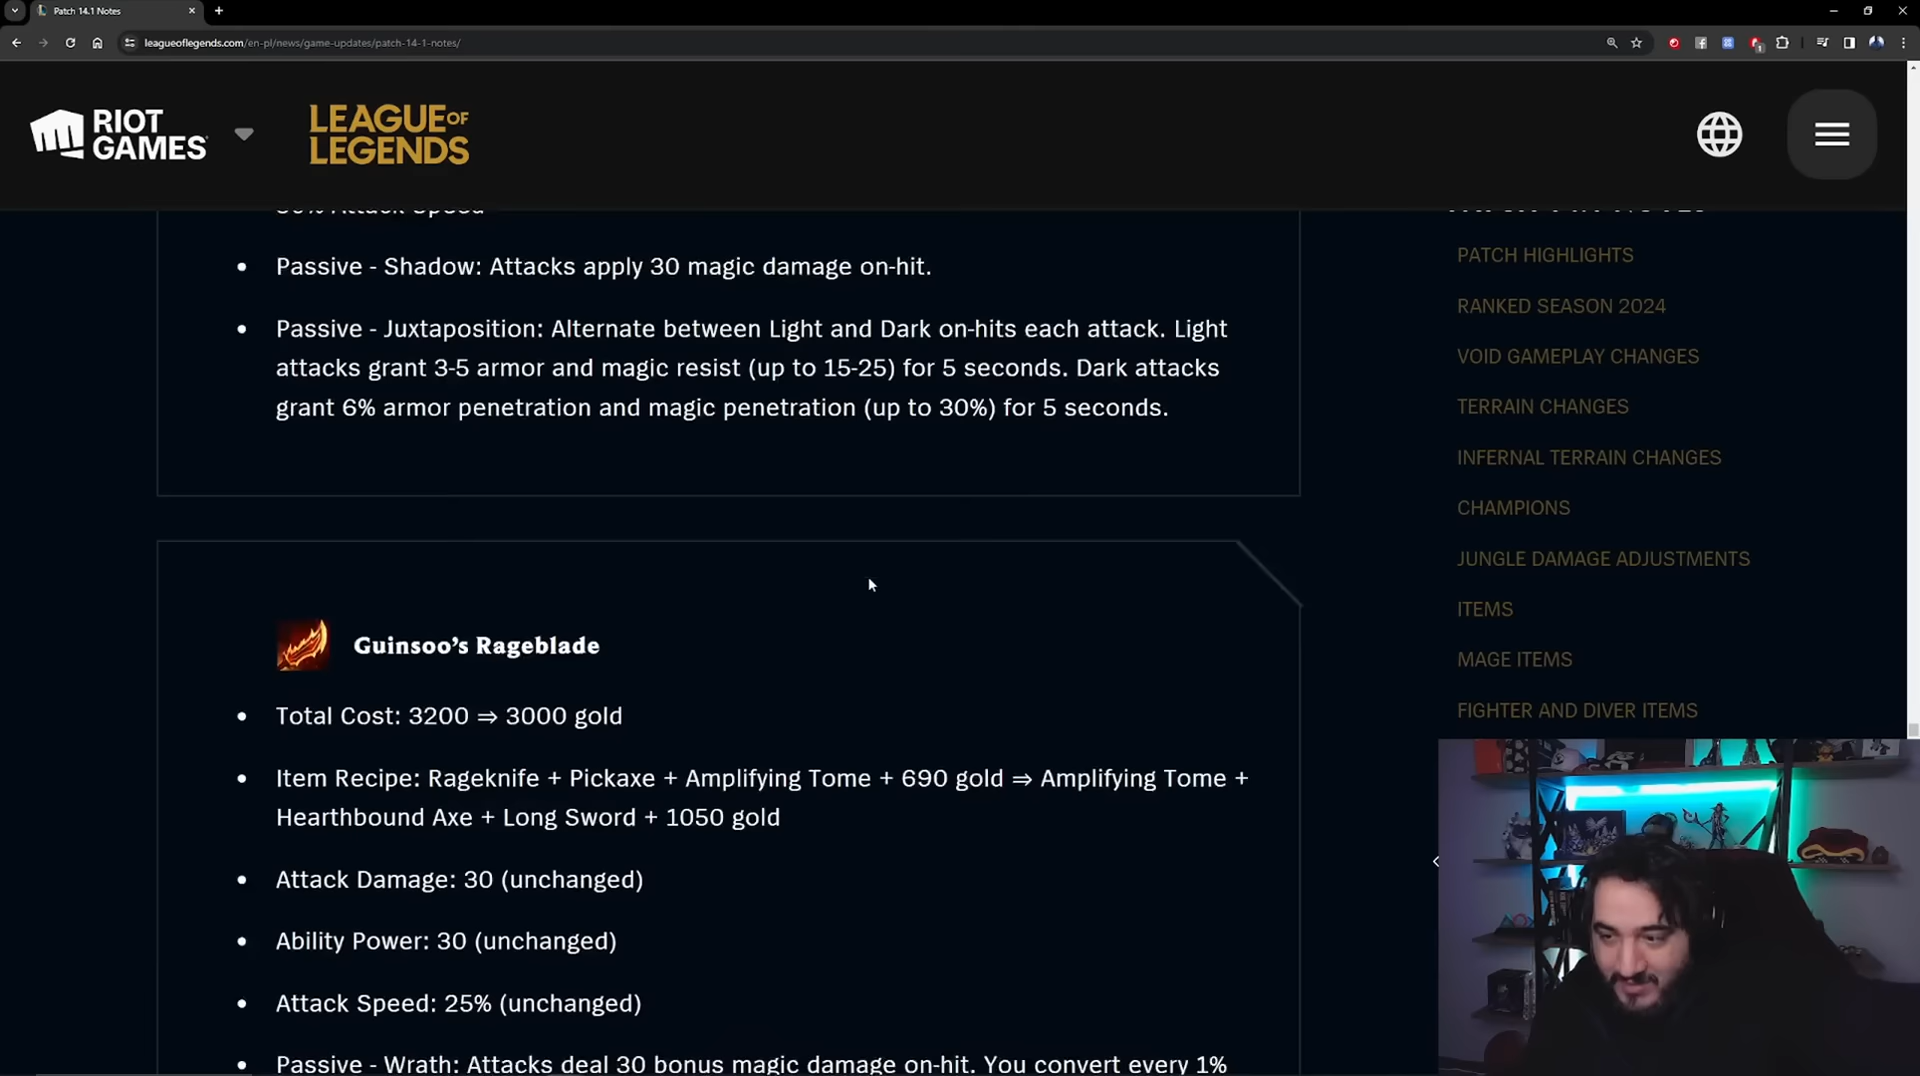 Patch 14.1 Notes
leagueoflegends.com/en-pl/news/game-updates/patch-14-1-notes/
RIOT GAMES
LEAGUE OF LEGENDS
Attack Speed
• Passive - Shadow: Attacks apply 30 magic damage on-hit.
• Passive - Juxtaposition: Alternate between Light and Dark on-hits each attack. Light
attacks grant 3-5 armor and magic resist (up to 15-25) for 5 seconds. Dark attacks
grant 6% armor penetration and magic penetration (up to 30%) for 5 seconds.
Guinsoo’s Rageblade
• Total Cost: 3200 ⇒ 3000 gold
• Item Recipe: Rageknife + Pickaxe + Amplifying Tome + 690 gold ⇒ Amplifying Tome +
Hearthbound Axe + Long Sword + 1050 gold
• Attack Damage: 30 (unchanged)
• Ability Power: 30 (unchanged)
• Attack Speed: 25% (unchanged)
• Passive - Wrath: Attacks deal 30 bonus magic damage on-hit. You convert every 1%
PATCH HIGHLIGHTS
RANKED SEASON 2024
VOID GAMEPLAY CHANGES
TERRAIN CHANGES
INFERNAL TERRAIN CHANGES
CHAMPIONS
JUNGLE DAMAGE ADJUSTMENTS
ITEMS
MAGE ITEMS
FIGHTER AND DIVER ITEMS